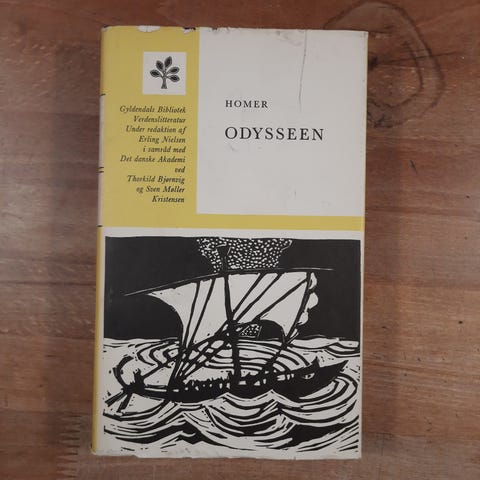 Gyldendals Bibliotek
Verdenslitteratur
Under redaktion af
Erling Nielsen
i samråd med
Det danske Akademi
ved
Thorkild Bjørnvig
og Sven Møller
Kristensen
HOMER
ODYSSEEN